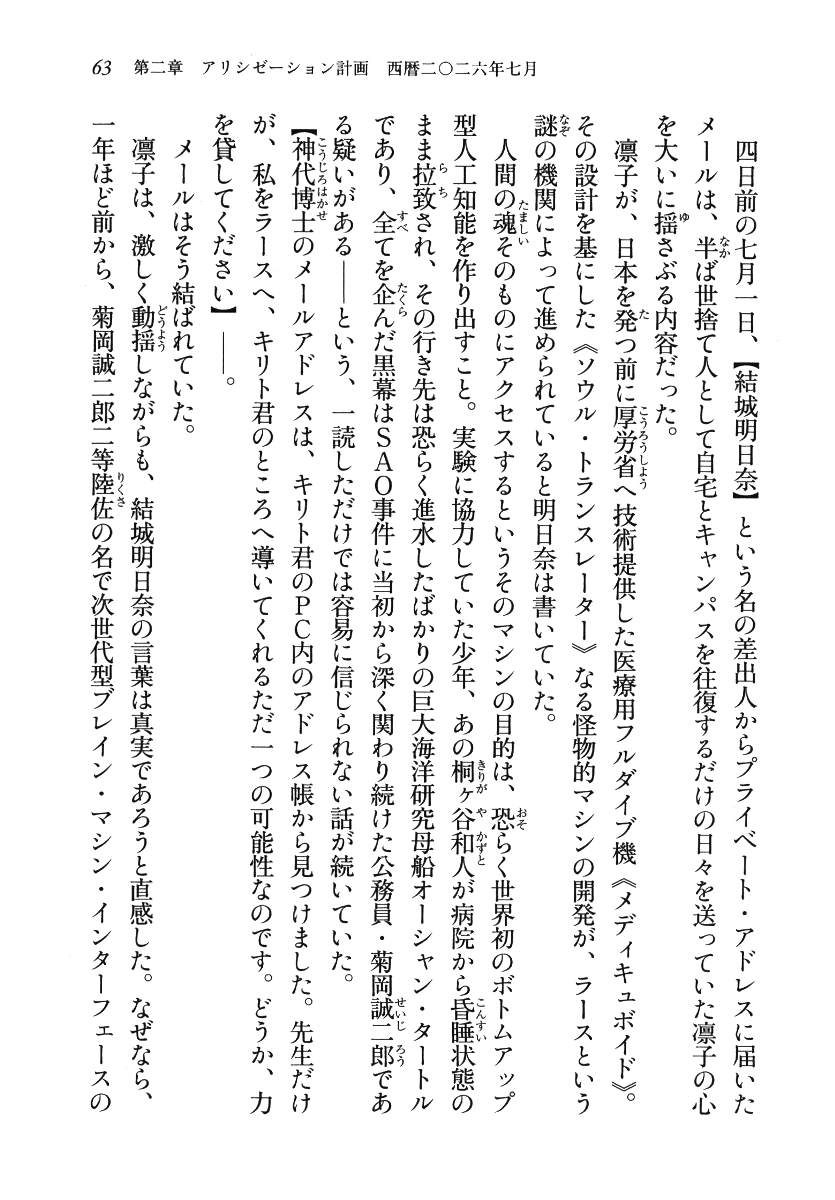 63　第二章　アリシゼーション計画　西暦二〇二六年七月
　四日前の七月一日、【結城明日奈】という名の差出人からプライベート・アドレスに届いた
メールは、半ば世捨て人として自宅とキャンパスを往復するだけの日々を送っていた凛子の心
を大いに揺さぶる内容だった。
　凛子が、日本を発つ前に厚労省へ技術提供した医療用フルダイブ機《メディキュボイド》。
その設計を基にした《ソウル・トランスレーター》なる怪物的マシンの開発が、ラースという
謎の機関によって進められていると明日奈は書いていた。
　人間の魂そのものにアクセスするというそのマシンの目的は、恐らく世界初のボトムアップ
型人工知能を作り出すこと。実験に協力していた少年、あの桐ヶ谷和人が病院から昏睡状態の
まま拉致され、その行き先は恐らく進水したばかりの巨大海洋研究母船オーシャン・タートル
であり、全てを企んだ黒幕はＳＡＯ事件に当初から深く関わり続けた公務員・菊岡誠二郎であ
る疑いがある――という、一読しただけでは容易に信じられない話が続いていた。
【神代博士のメールアドレスは、キリト君のＰＣ内のアドレス帳から見つけました。先生だけ
が、私をラースへ、キリト君のところへ導いてくれるただ一つの可能性なのです。どうか、力
を貸してください】――。
　メールはそう結ばれていた。
　凛子は、激しく動揺しながらも、結城明日奈の言葉は真実であろうと直感した。なぜなら、
一年ほど前から、菊岡誠二郎二等陸佐の名で次世代型ブレイン・マシン・インターフェースの